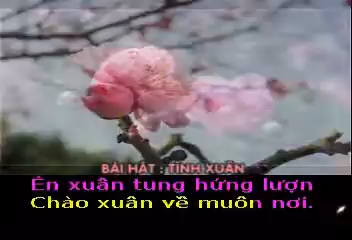 BÀI HÁT : TÌNH XUÂN
Én xuân tung hứng lượn
Chào xuân về muôn nơi.